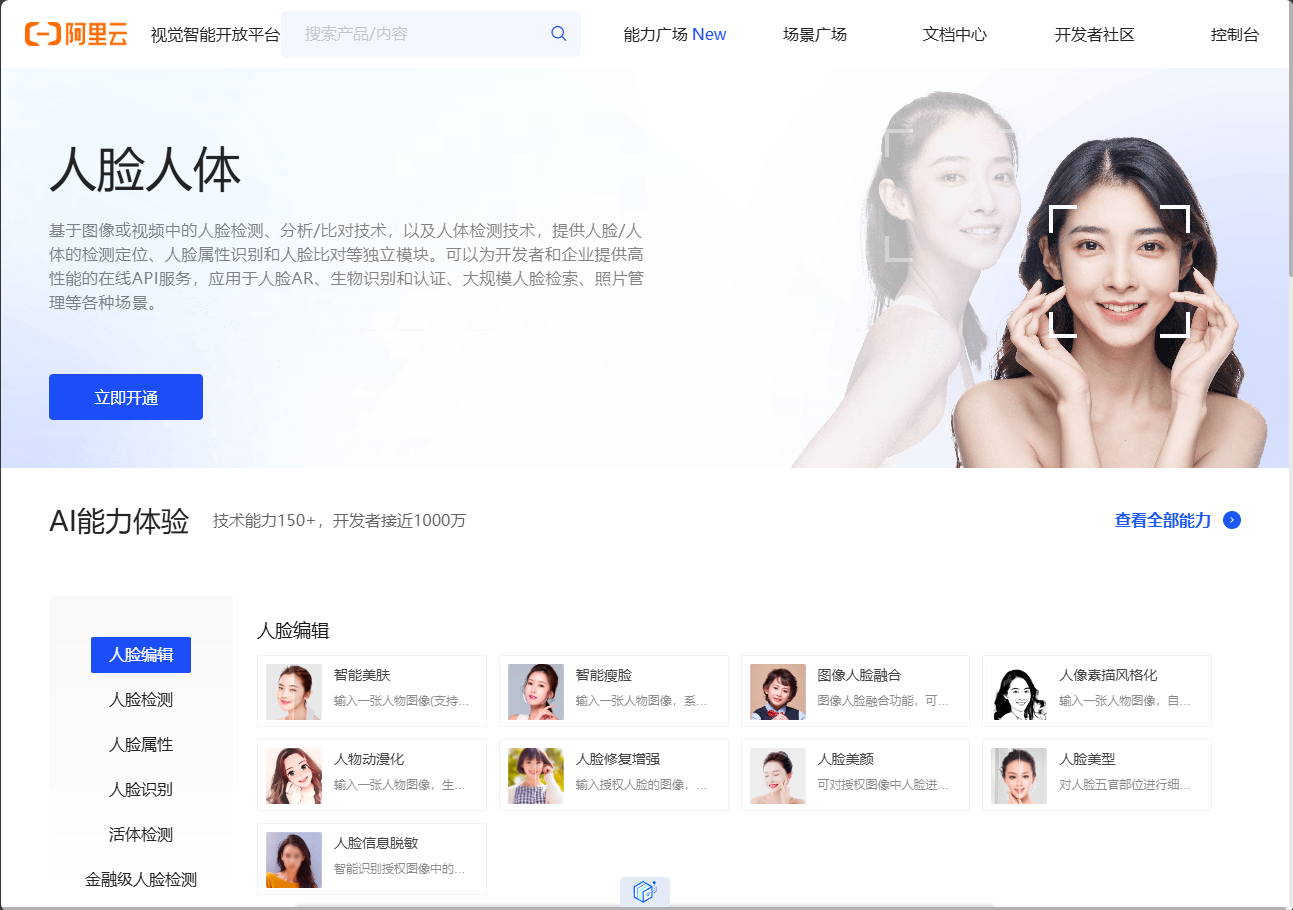 阿里云 视觉智能开放平台 搜索产品/内容 能力广场 New 场景广场 文档中心 开发者社区 控制台
人脸人体
基于图像或视频中的人脸检测、分析/比对技术，以及人体检测技术，提供人脸/人
体的检测定位、人脸属性识别和人脸比对等独立模块。可以为开发者和企业提供高
性能的在线API服务，应用于人脸AR、生物识别和认证、大规模人脸检索、照片管
理等各种场景。
立即开通
AI能力体验 技术能力150+，开发者接近1000万 查看全部能力
人脸编辑
人脸检测
人脸属性
人脸识别
活体检测
金融级人脸检测
人脸编辑
智能美肤
输入一张人物图像(支持...
智能瘦脸
输入一张人物图像，系...
图像人脸融合
图像人脸融合功能，可...
人像素描风格化
输入一张人物图像，自...
人物动漫化
输入一张人物图像，生...
人脸修复增强
输入授权人脸的图像，...
人脸美颜
可对授权图像中人脸进...
人脸美型
对人脸五官部位进行细...
人脸信息脱敏
智能识别授权图像中的...